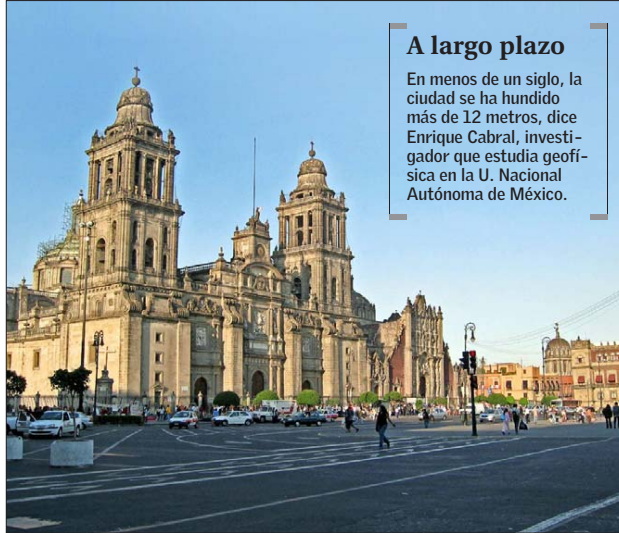 A largo plazo
En menos de un siglo, la
ciudad se ha hundido
más de 12 metros, dice
Enrique Cabral, investi-
gador que estudia geofí-
sica en la U. Nacional
Autónoma de México.